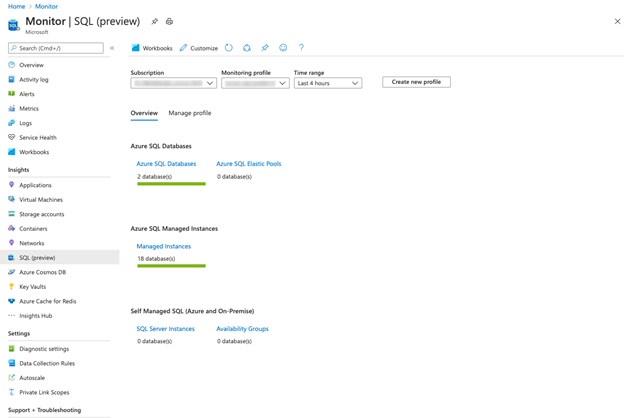 Home > Monitor
Monitor | SQL (preview)
Microsoft
Search (Cmd+/)
Overview
Activity log
Alerts
Metrics
Logs
Service Health
Workbooks
Insights
Applications
Virtual Machines
Storage accounts
Containers
Networks
SQL (preview)
Azure Cosmos DB
Key Vaults
Azure Cache for Redis
Insights Hub
Settings
Diagnostic settings
Data Collection Rules
Autoscale
Private Link Scopes
Support + Troubleshooting
Workbooks Customize
Subscription Monitoring profile Time range
Last 4 hours Create new profile
Overview Manage profile
Azure SQL Databases
Azure SQL Databases Azure SQL Elastic Pools
2 database(s) 0 database(s)
Azure SQL Managed Instances
Managed Instances
18 database(s)
Self Managed SQL (Azure and On-Premise)
SQL Server Instances Availability Groups
0 database(s) 0 database(s)